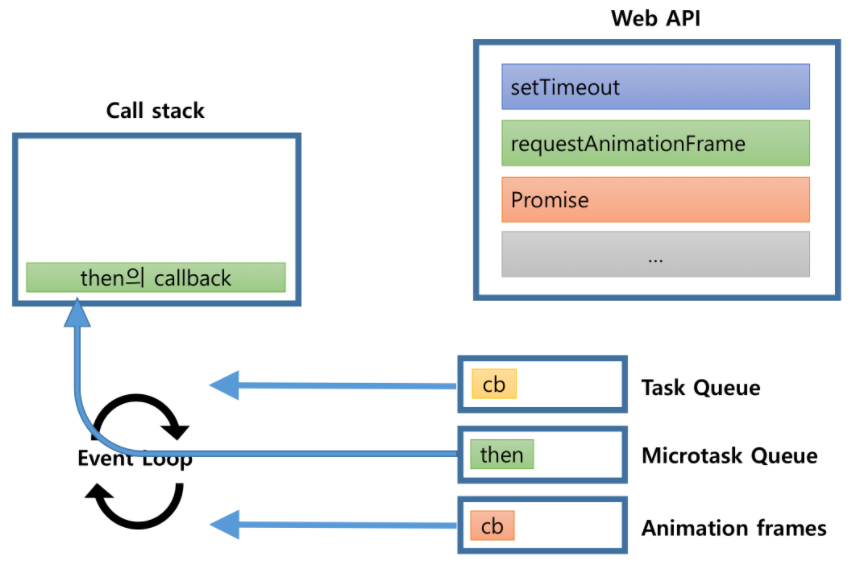 Web API
setTimeout
requestAnimationFrame
Promise
...
Call stack
then의 callback
Event Loop
cb
Task Queue
then
Microtask Queue
cb
Animation frames